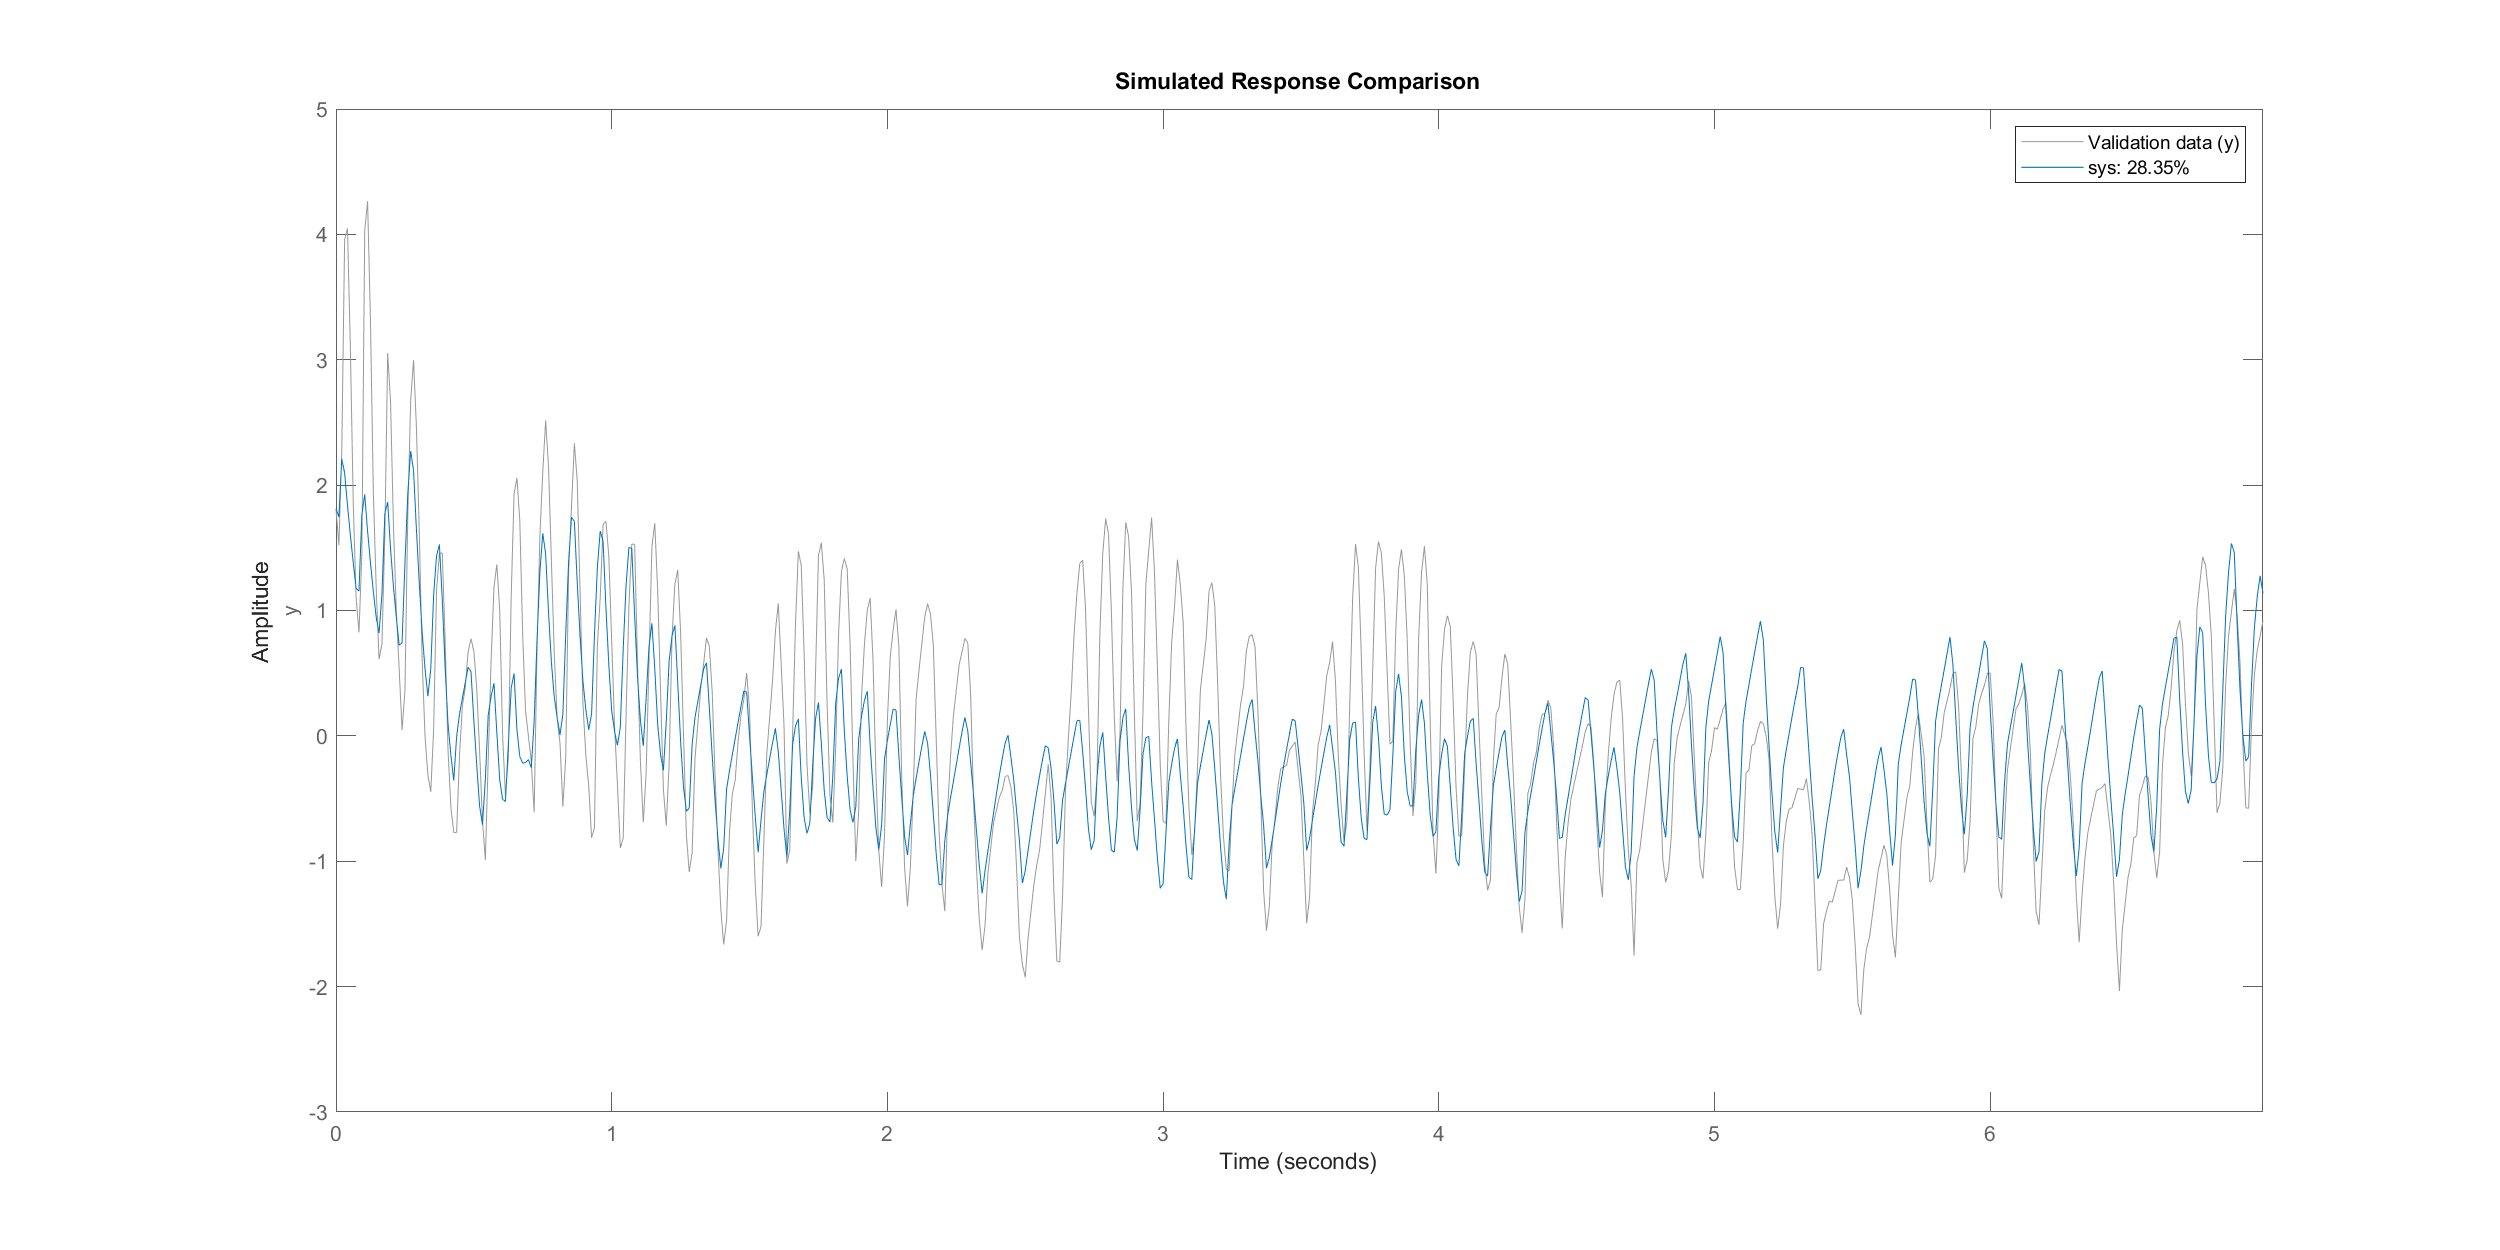 Simulated Response Comparison
Validation data (y)
sys: 28.35%
Amplitude
y
5
4
3
2
1
0
-1
-2
-3
0 1 2 3 4 5 6
Time (seconds)